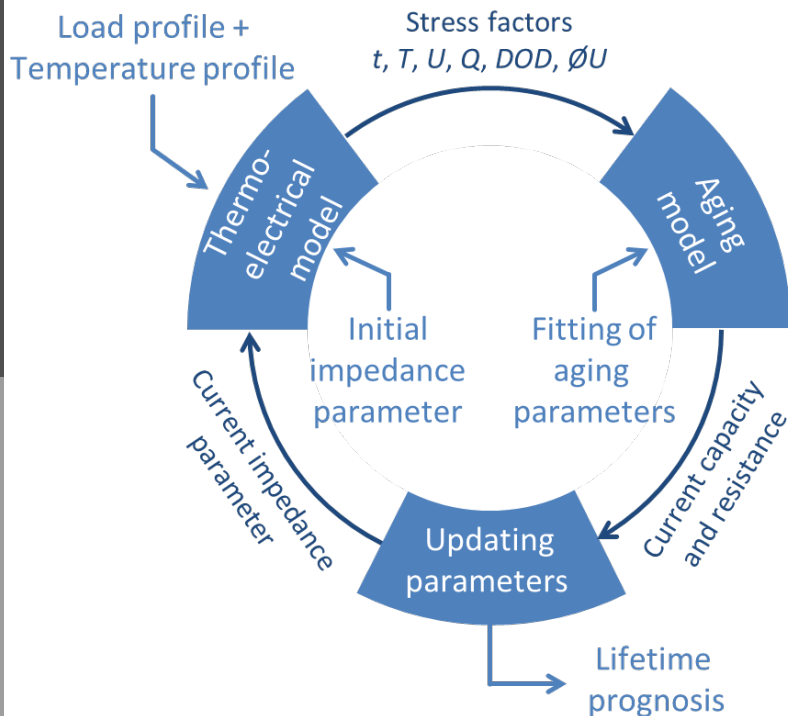 Load profile +
Temperature profile
Stress factors
t, T, U, Q, DOD, ØU
Thermo-
electrical
model
Aging
model
Initial
impedance
parameter
Fitting of
aging
parameters
Current capacity
and resistance
Updating
parameters
Current impedance
parameter
Lifetime
prognosis